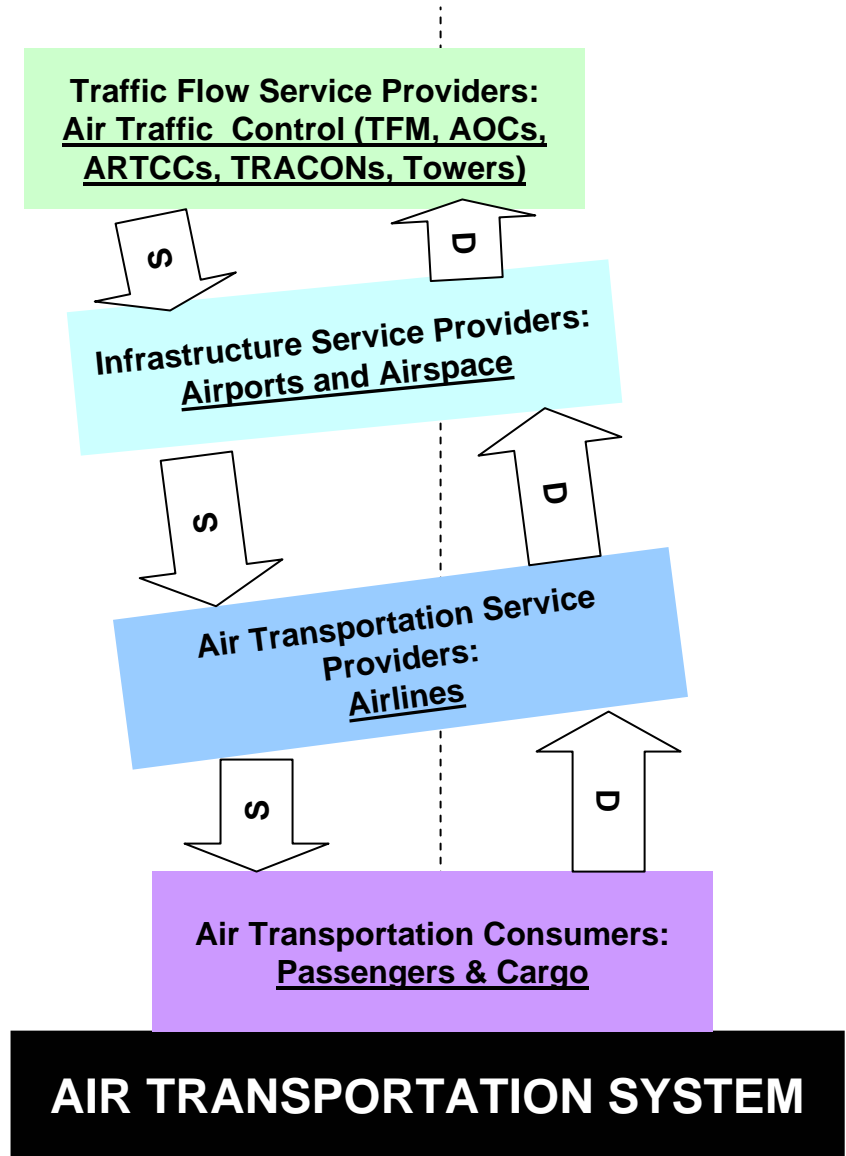 Traffic Flow Service Providers:
Air Traffic Control (TFM, AOCs,
ARTCCs, TRACONs, Towers)
S
D
Infrastructure Service Providers:
Airports and Airspace
S
D
Air Transportation Service
Providers:
Airlines
S
D
Air Transportation Consumers:
Passengers & Cargo
AIR TRANSPORTATION SYSTEM